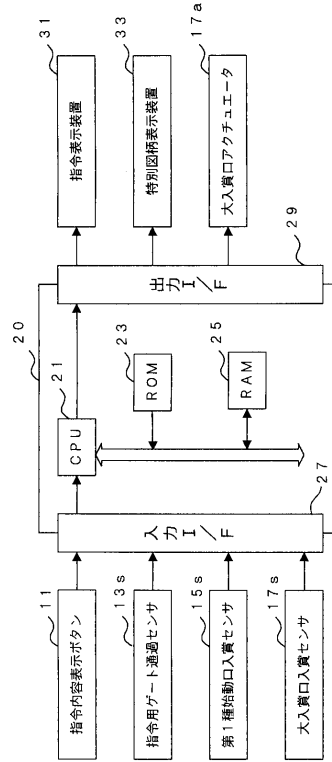 指令内容表示ボタン
11
指令用ゲート通過センサ
13s
第1種始動口入賞センサ
15s
大入賞口入賞センサ
17s
入力I/F
27
20
CPU
21
ROM
23
RAM
25
出力I/F
29
指令表示装置
31
特別図柄表示装置
33
大入賞口アクチュエータ
17a